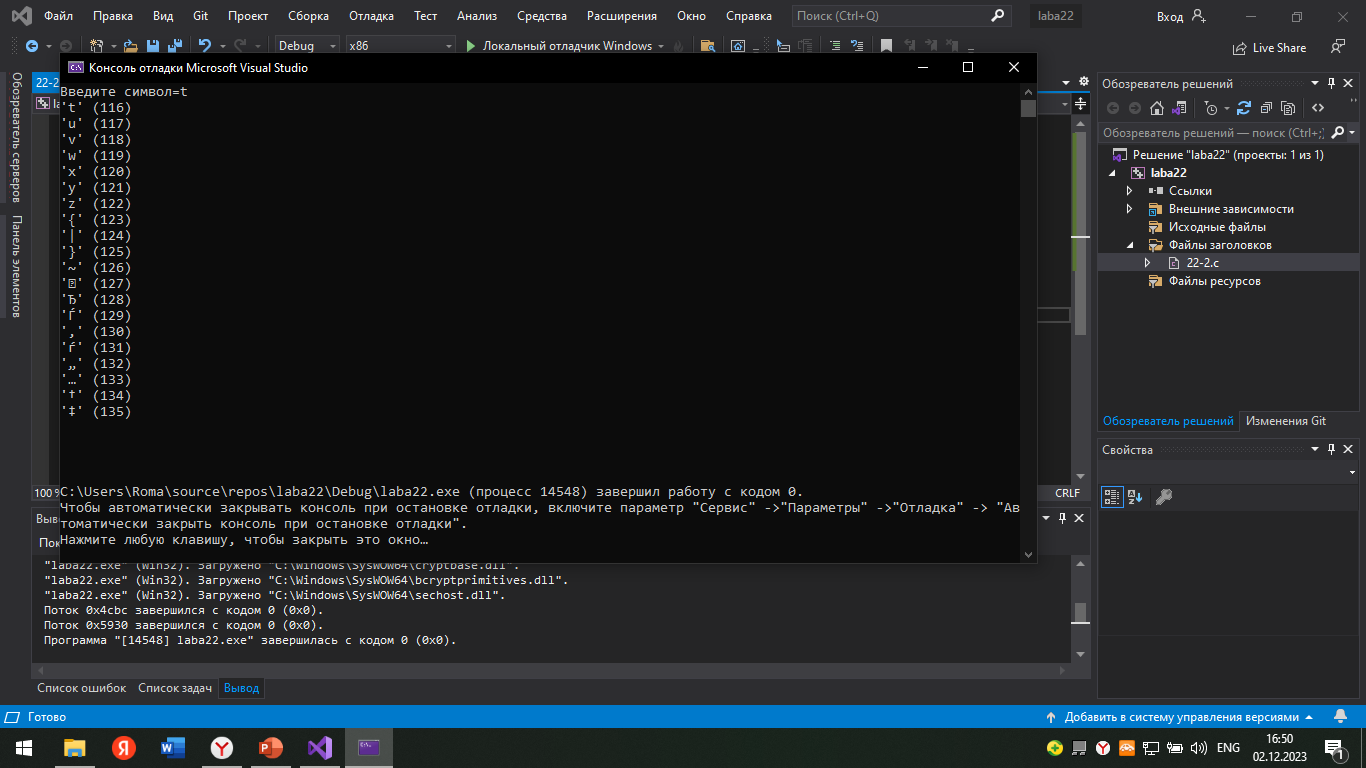 Файл Правка Вид Git Проект Сборка Отладка Тест Анализ Средства Расширения Окно Справка Поиск (Ctrl+Q) laba22 Вход
Debug x86 Локальный отладчик Windows Live Share
Обозреватель серверов
Панель элементов
22-2
Консоль отладки Microsoft Visual Studio
Введите символ=t
't' (116)
'u' (117)
'v' (118)
'w' (119)
'x' (120)
'y' (121)
'z' (122)
'{' (123)
'|' (124)
'}' (125)
'~' (126)
'⍰' (127)
'Ђ' (128)
'Ѓ' (129)
'‚' (130)
'ѓ' (131)
'„' (132)
'…' (133)
'†' (134)
'‡' (135)
C:\Users\Roma\source\repos\laba22\Debug\laba22.exe (процесс 14548) завершил работу с кодом 0.
Чтобы автоматически закрывать консоль при остановке отладки, включите параметр "Сервис" ->"Параметры" ->"Отладка" -> "Ав
томатически закрыть консоль при остановке отладки".
Нажмите любую клавишу, чтобы закрыть это окно…
100 %
CRLF
"laba22.exe" (Win32). Загружено "C:\Windows\SysWOW64\cryptbase.dll".
"laba22.exe" (Win32). Загружено "C:\Windows\SysWOW64\bcryptprimitives.dll".
"laba22.exe" (Win32). Загружено "C:\Windows\SysWOW64\sechost.dll".
Поток 0x4cbc завершился с кодом 0 (0x0).
Поток 0x5930 завершился с кодом 0 (0x0).
Программа "[14548] laba22.exe" завершилась с кодом 0 (0x0).
Список ошибок Список задач Вывод
Обозреватель решений
Обозреватель решений — поиск (Ctrl+;)
Решение "laba22" (проекты: 1 из 1)
laba22
Ссылки
Внешние зависимости
Исходные файлы
Файлы заголовков
22-2.c
Файлы ресурсов
Обозреватель решений Изменения Git
Свойства
Готово Добавить в систему управления версиями
ENG
16:50
02.12.2023
1